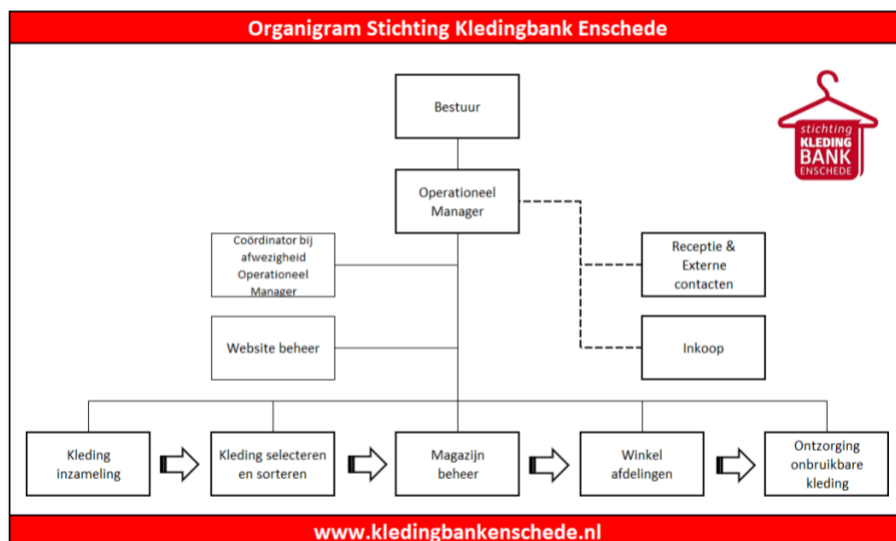 Organigram Stichting Kledingbank Enschede
Bestuur
stichting
KLEDING
BANK
ENSCHEDE
Operationeel
Manager
Coördinator bij
afwezigheid
Operationeel
Manager
Receptie &
Externe
contacten
Website beheer
Inkoop
Kleding
inzameling
Kleding selecteren
en sorteren
Magazijn
beheer
Winkel
afdelingen
Ontzorging
onbruikbare
kleding
www.kledingbankenschede.nl